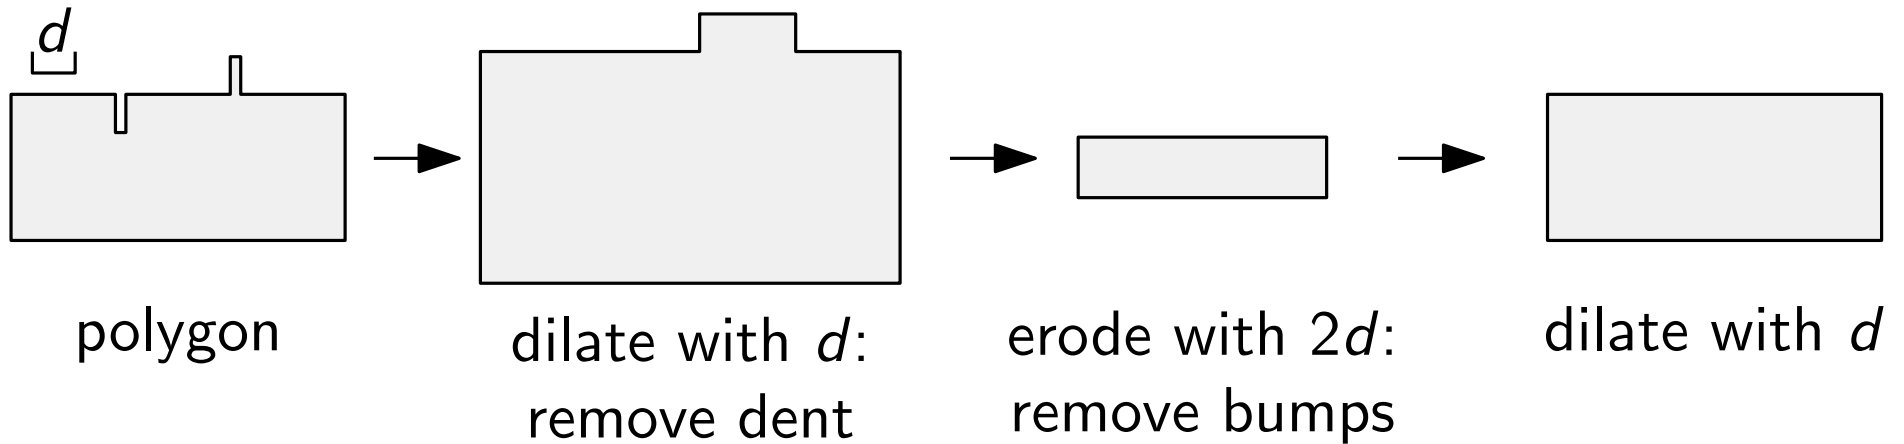 d
polygon
dilate with d:
remove dent
erode with 2d:
remove bumps
dilate with d